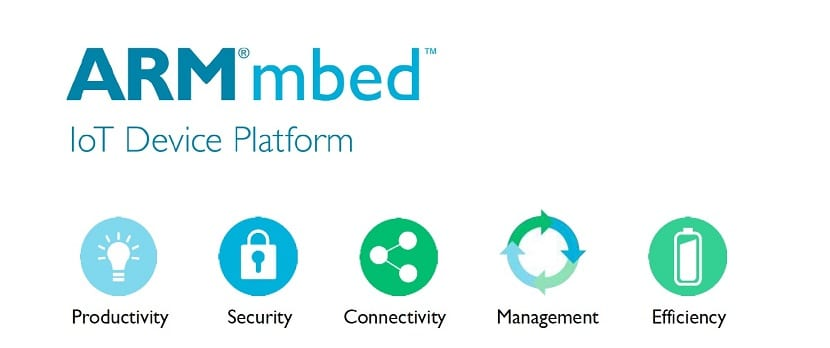 ARM® mbed™
IoT Device Platform
Productivity Security Connectivity Management Efficiency